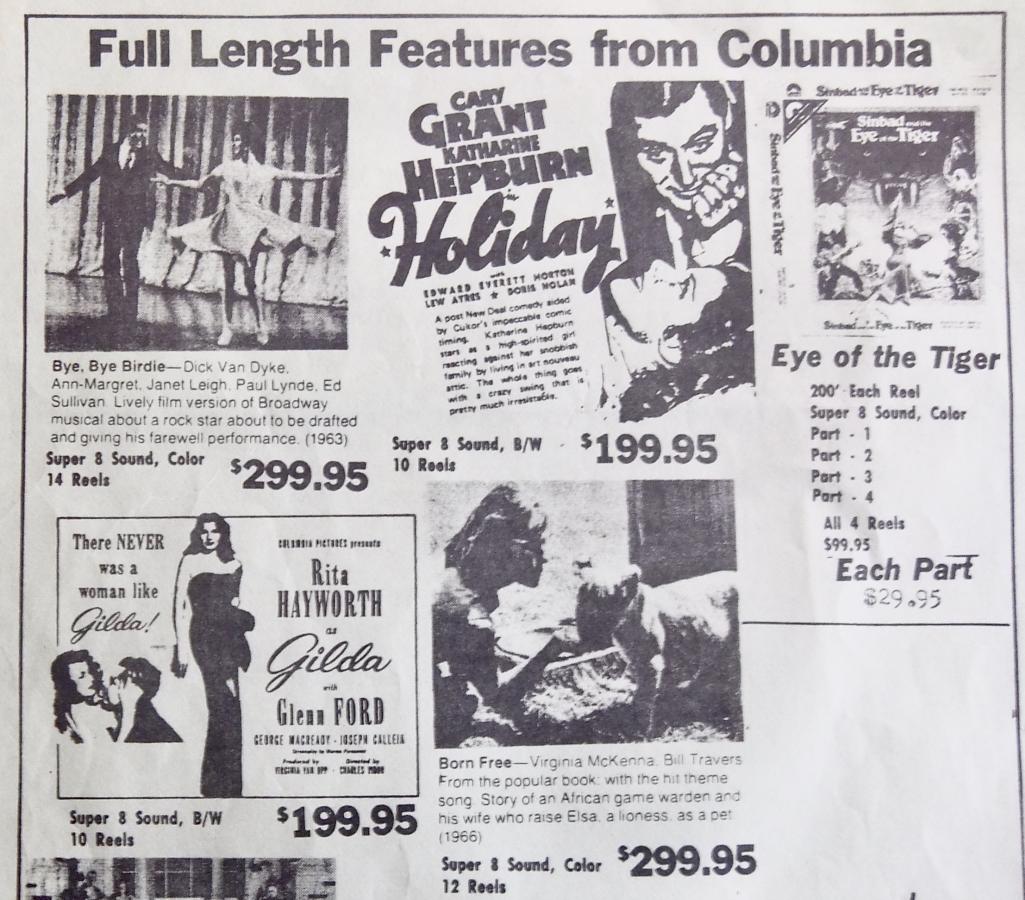 Full Length Features from Columbia
Bye, Bye Birdie—Dick Van Dyke,
Ann-Margret, Janet Leigh, Paul Lynde, Ed
Sullivan. Lively film version of Broadway
musical about a rock star about to be drafted
and giving his farewell performance. (1963)
Super 8 Sound, Color
14 Reels
$299.95
CARY
GRANT
KATHARINE
HEPBURN
in
Holiday
with
EDWARD EVERETT HORTON
LEW AYRES ★ DORIS NOLAN
A post New Deal comedy aided
by Cukor's impeccable comic
timing. Katherine Hepburn
stars as a high-spirited girl
reacting against her snobbish
family by living in art nouveau
attic. The whole thing goes
with a crazy swing that is
pretty much irresistable.
Super 8 Sound, B/W
10 Reels
$199.95
Sinbad and the Eye of the Tiger
Sinbad and the Eye of the Tiger
Sinbad and the
Eye of the Tiger
Sinbad and the Eye of the Tiger
Eye of the Tiger
200' Each Reel
Super 8 Sound, Color
Part - 1
Part - 2
Part - 3
Part - 4
All 4 Reels
$99.95
Each Part
$29.95
There NEVER
was a
woman like
Gilda!
COLUMBIA PICTURES presents
Rita
HAYWORTH
as
Gilda
with
Glenn FORD
GEORGE MACREADY · JOSEPH CALLEIA
Produced by Directed by
VIRGINIA VAN UPP · CHARLES VIDOR
Super 8 Sound, B/W
10 Reels
$199.95
Born Free—Virginia McKenna, Bill Travers
From the popular book: with the hit theme
song. Story of an African game warden and
his wife who raise Elsa, a lioness, as a pet.
(1966)
Super 8 Sound, Color
12 Reels
$299.95